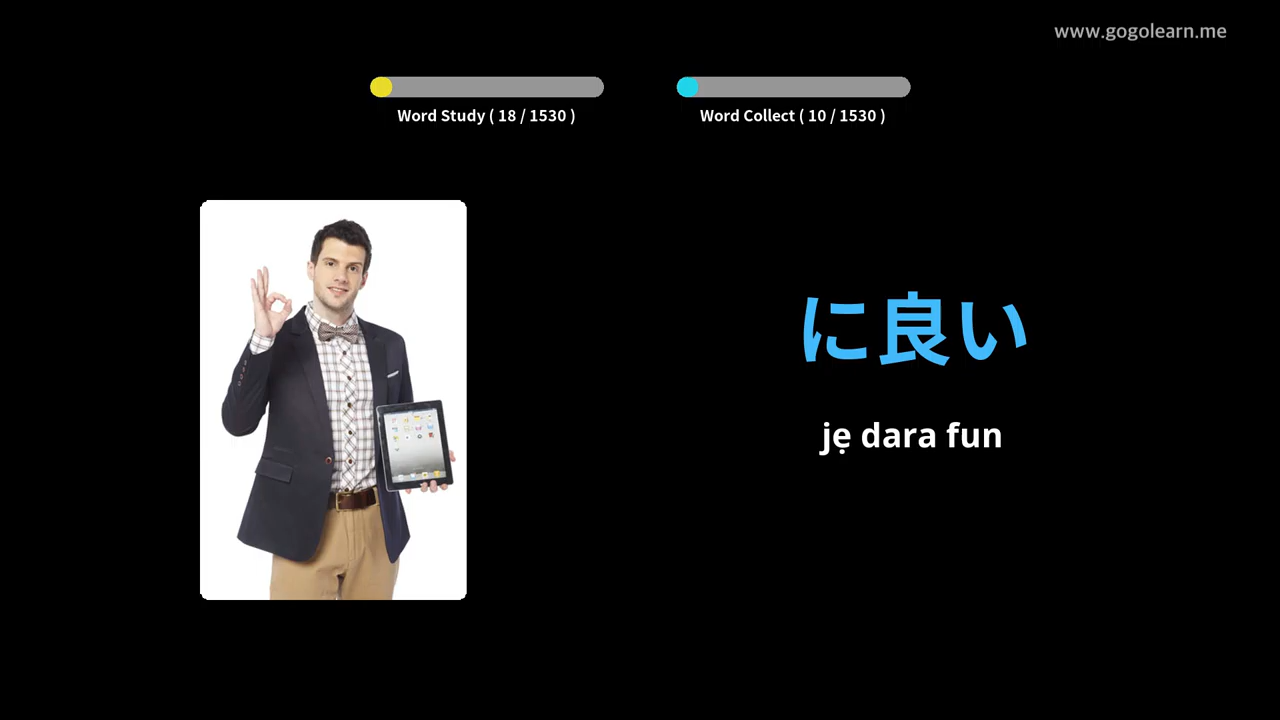 www.gogolearn.me
Word Study ( 18 / 1530 )
Word Collect ( 10 / 1530 )
に良い
jẹ dara fun